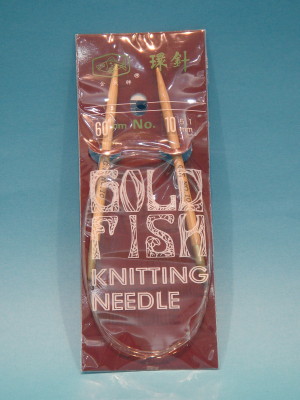 環針
60cm No. 10
GOLD
FISH
KNITTING
NEEDLE